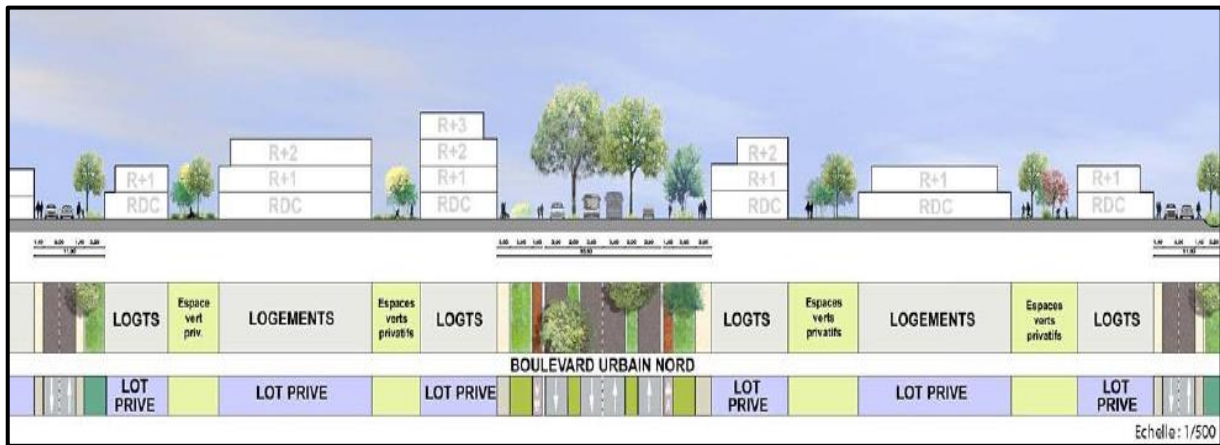 R+3
R+2 R+2 R+2
R+1 R+1 R+1 R+1 R+1 R+1
RDC RDC RDC RDC RDC RDC
LOGTS
Espace
vert
priv.
LOGEMENTS
Espaces
verts
privatifs
LOGTS
LOGTS
Espaces
verts
privatifs
LOGEMENTS
Espaces
verts
privatifs
LOGTS
BOULEVARD URBAIN NORD
LOT
PRIVE
LOT PRIVE
LOT PRIVE
LOT
PRIVE
LOT PRIVE
LOT
PRIVE
Echelle : 1/500